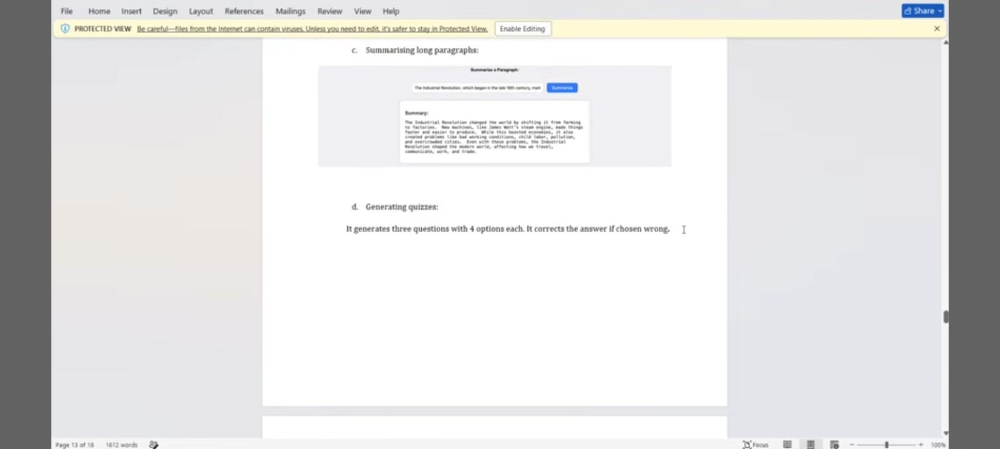 File Home Insert Design Layout References Mailings Review View Help Share
PROTECTED VIEW Be careful—files from the Internet can contain viruses. Unless you need to edit, it's safer to stay in Protected View. Enable Editing
c. Summarising long paragraphs:
Summarize a Paragraph:
The Industrial Revolution, which began in the late 18th century, mark Summarize
Summary:
The Industrial Revolution changed the world by shifting it from farming
to factories. New machines, like James Watt's steam engine, made things
faster and easier to produce. While this boosted economies, it also
created problems like bad working conditions, child labor, pollution,
and overcrowded cities. Even with these problems, the Industrial
Revolution shaped the modern world, affecting how we travel,
communicate, work, and trade.
d. Generating quizzes:
It generates three questions with 4 options each. It corrects the answer if chosen wrong.
Page 13 of 18 1612 words Focus 100%